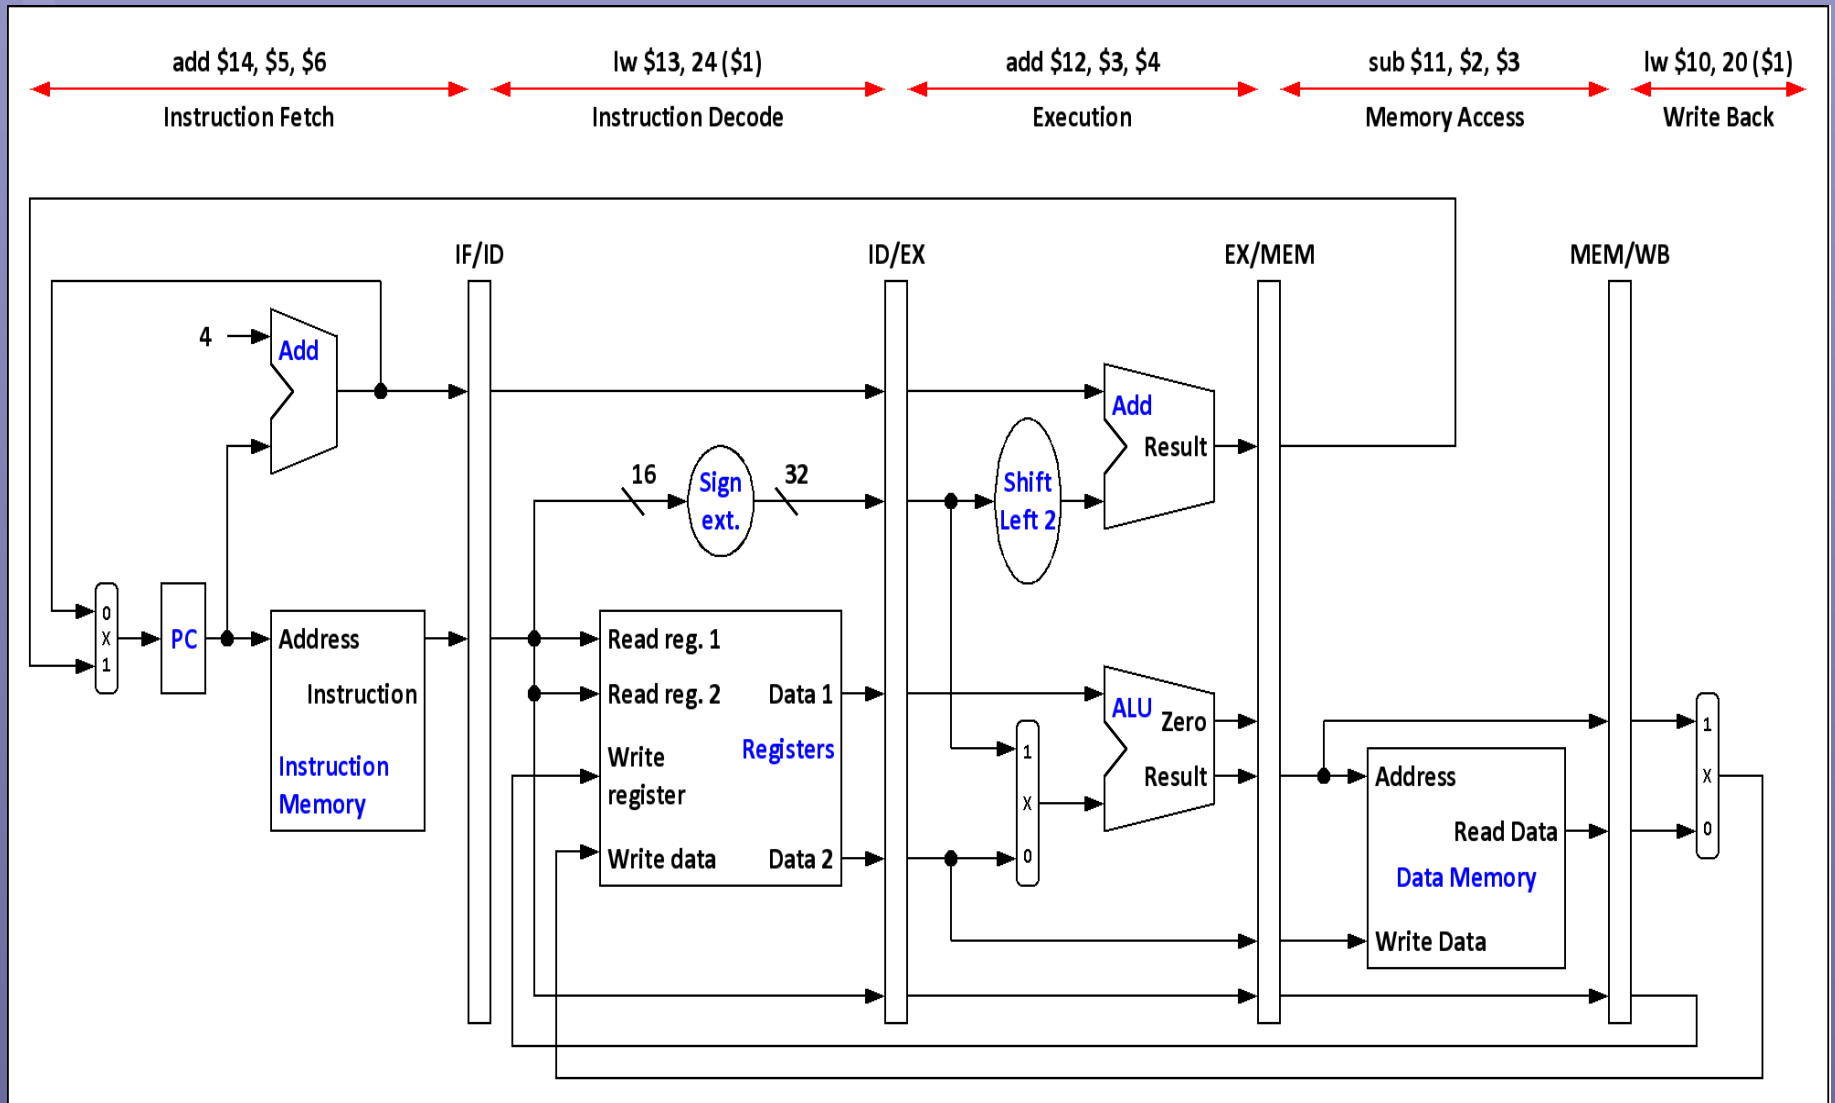 add $14, $5, $6
lw $13, 24 ($1)
add $12, $3, $4
sub $11, $2, $3
lw $10, 20 ($1)
Instruction Fetch
Instruction Decode
Execution
Memory Access
Write Back
IF/ID
ID/EX
EX/MEM
MEM/WB
4
Add
Add
Result
16
Sign
ext.
32
Shift
Left 2
0
X
1
PC
Address
Instruction
Instruction
Memory
Read reg. 1
Read reg. 2
Data 1
Registers
Write
register
Write data
Data 2
1
X
0
ALU
Zero
Result
Address
Read Data
Data Memory
Write Data
1
X
0